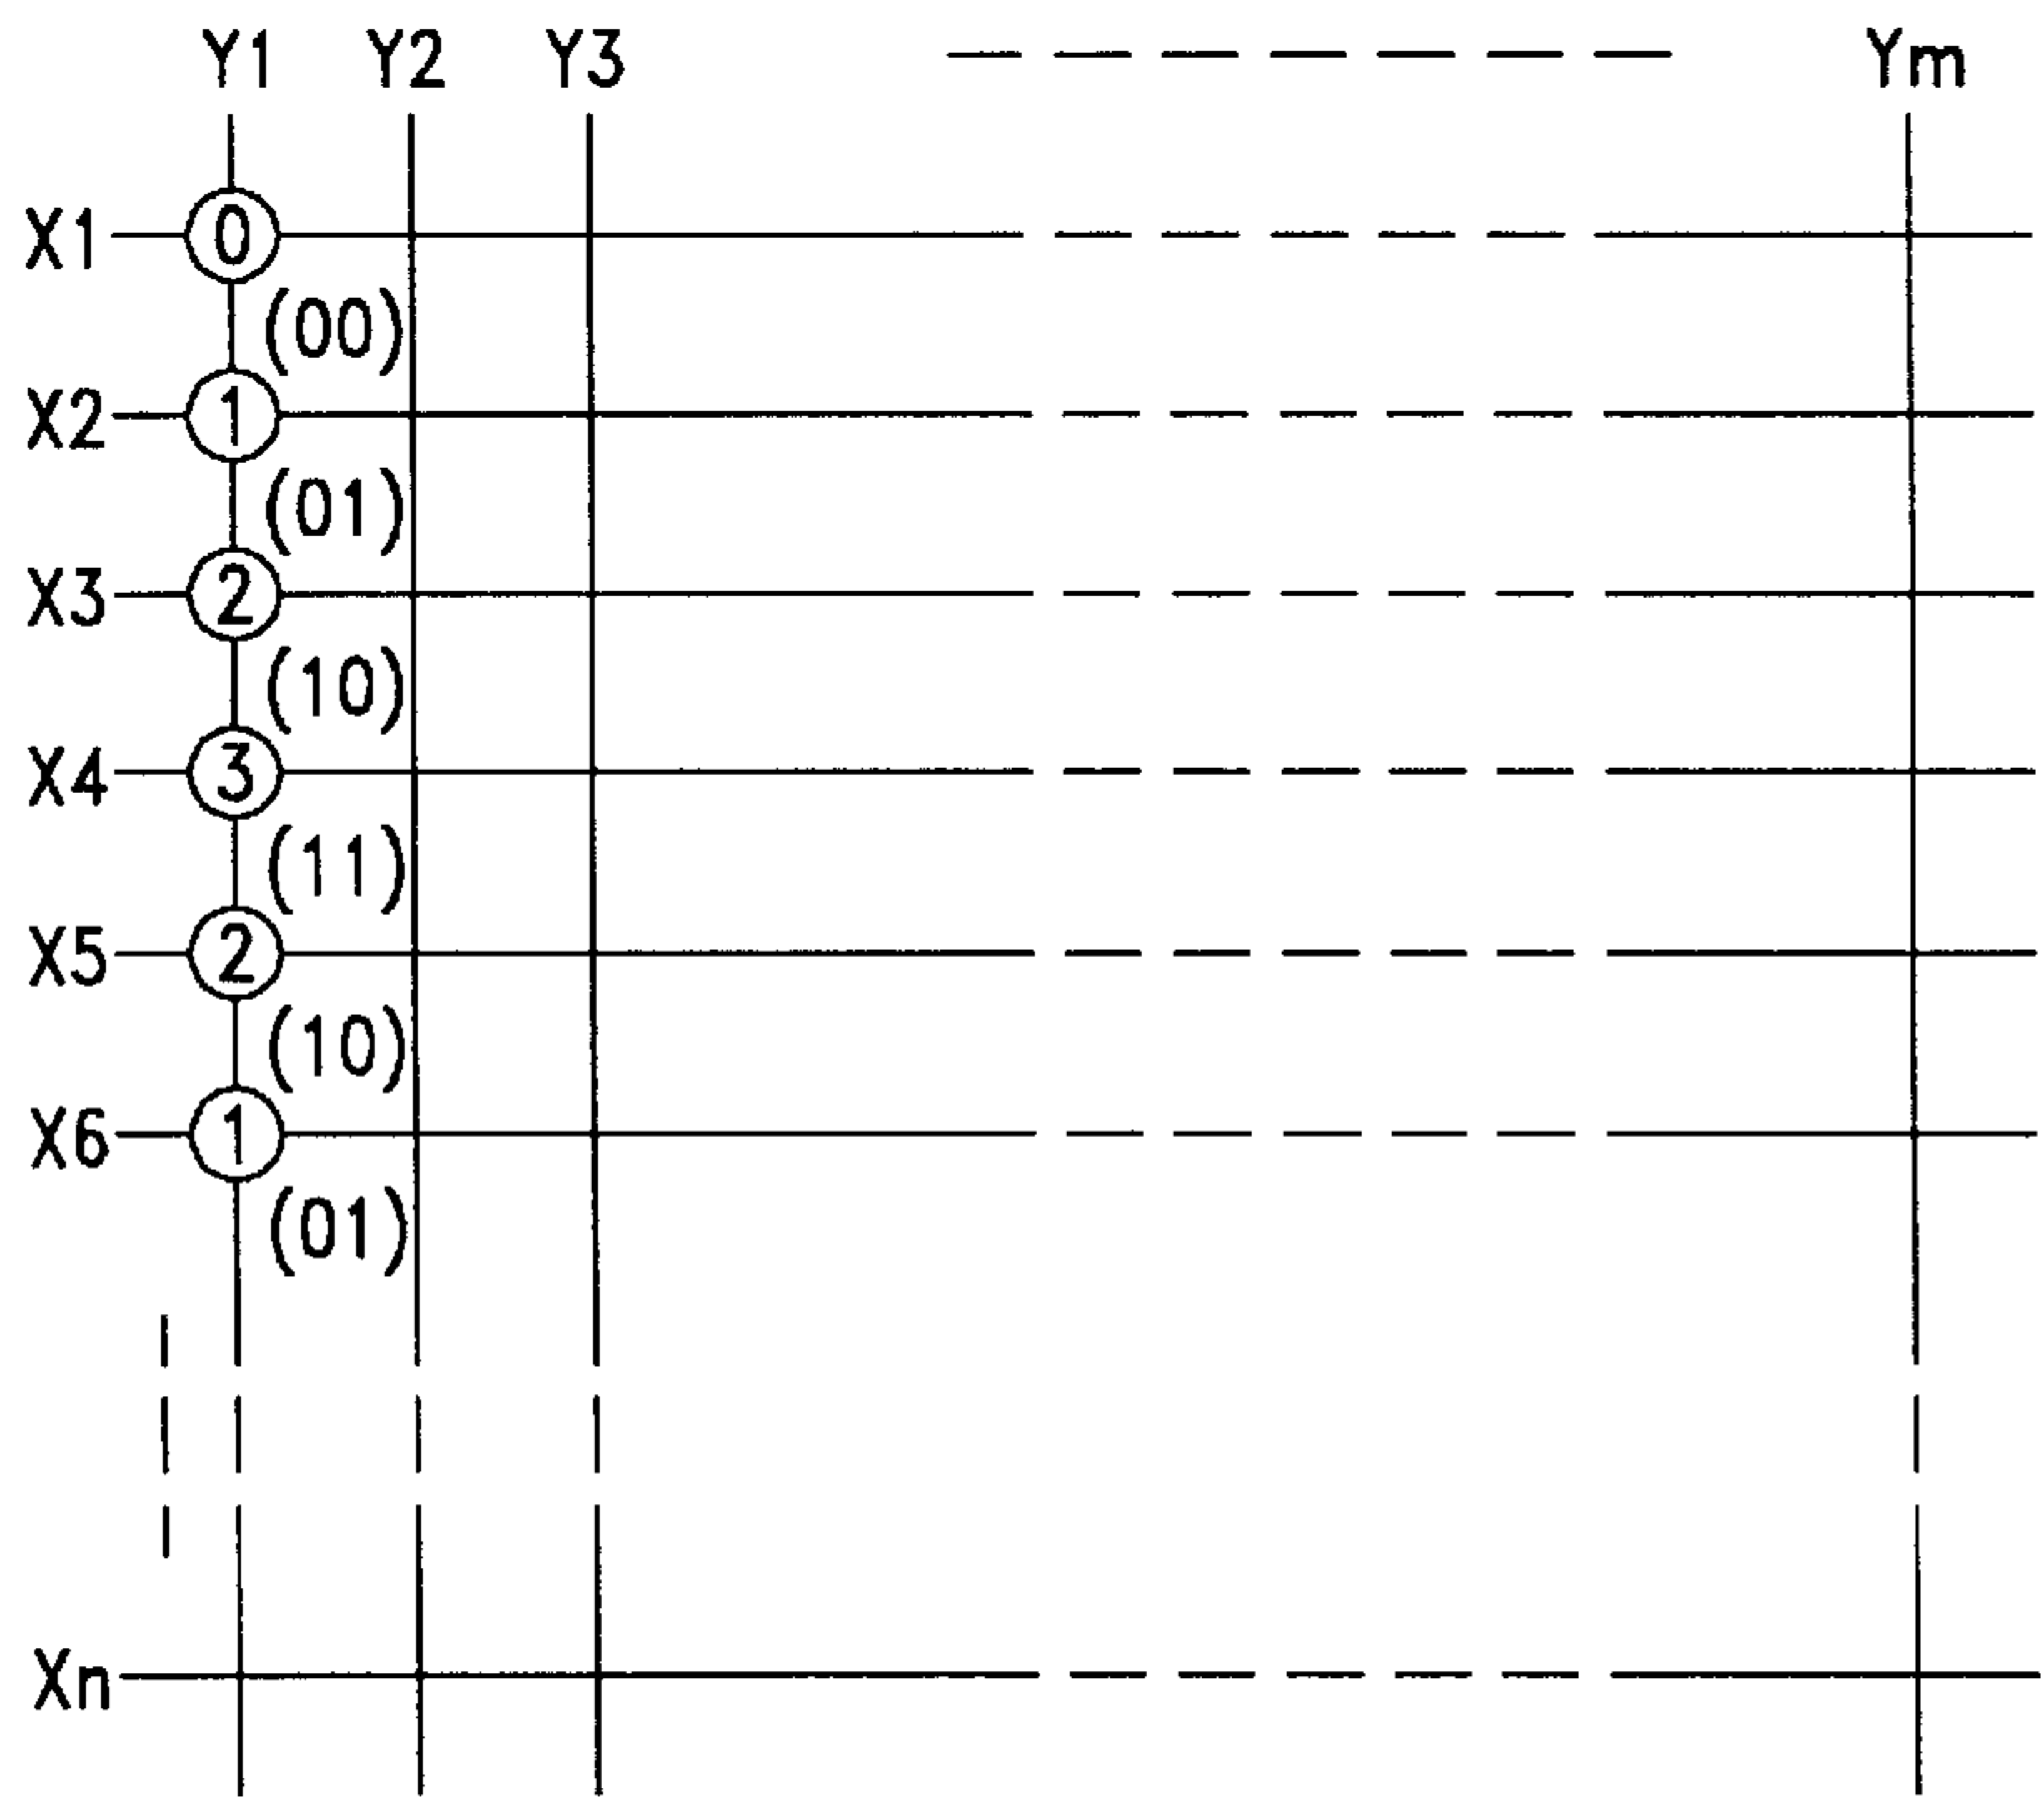 Y1 Y2 Y3 Ym
X1 0
(00)
X2 1
(01)
X3 2
(10)
X4 3
(11)
X5 2
(10)
X6 1
(01)
Xn